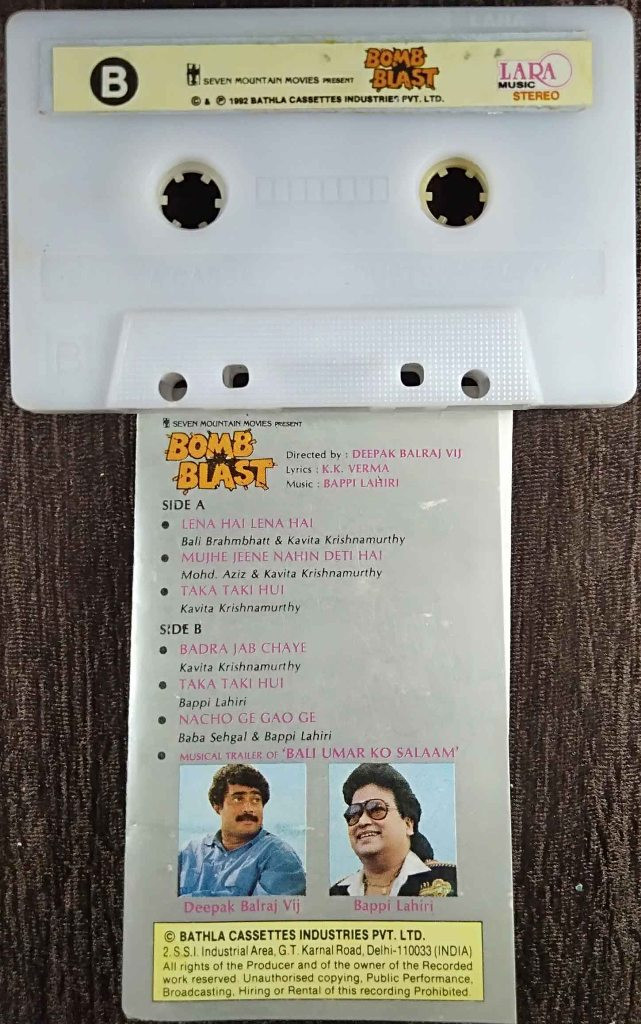 B
SEVEN MOUNTAIN MOVIES PRESENT
BOMB BLAST
© & ℗ 1992 BATHLA CASSETTES INDUSTRIES PVT. LTD.
LARA
MUSIC
STEREO
SEVEN MOUNTAIN MOVIES PRESENT
BOMB
BLAST
Directed by : DEEPAK BALRAJ VIJ
Lyrics : K.K. VERMA
Music : BAPPI LAHIRI
SIDE A
• LENA HAI LENA HAI
Bali Brahmbhatt & Kavita Krishnamurthy
• MUJHE JEENE NAHIN DETI HAI
Mohd. Aziz & Kavita Krishnamurthy
• TAKA TAKI HUI
Kavita Krishnamurthy
SIDE B
• BADRA JAB CHAYE
Kavita Krishnamurthy
• TAKA TAKI HUI
Bappi Lahiri
• NACHO GE GAO GE
Baba Sehgal & Bappi Lahiri
• MUSICAL TRAILER OF 'BALI UMAR KO SALAAM'
Deepak Balraj Vij
Bappi Lahiri
© BATHLA CASSETTES INDUSTRIES PVT. LTD.
2. S.S.I. Industrial Area, G.T. Karnal Road, Delhi-110033 (INDIA)
All rights of the Producer and of the owner of the Recorded
work reserved. Unauthorised copying, Public Performance,
Broadcasting, Hiring or Rental of this recording Prohibited.